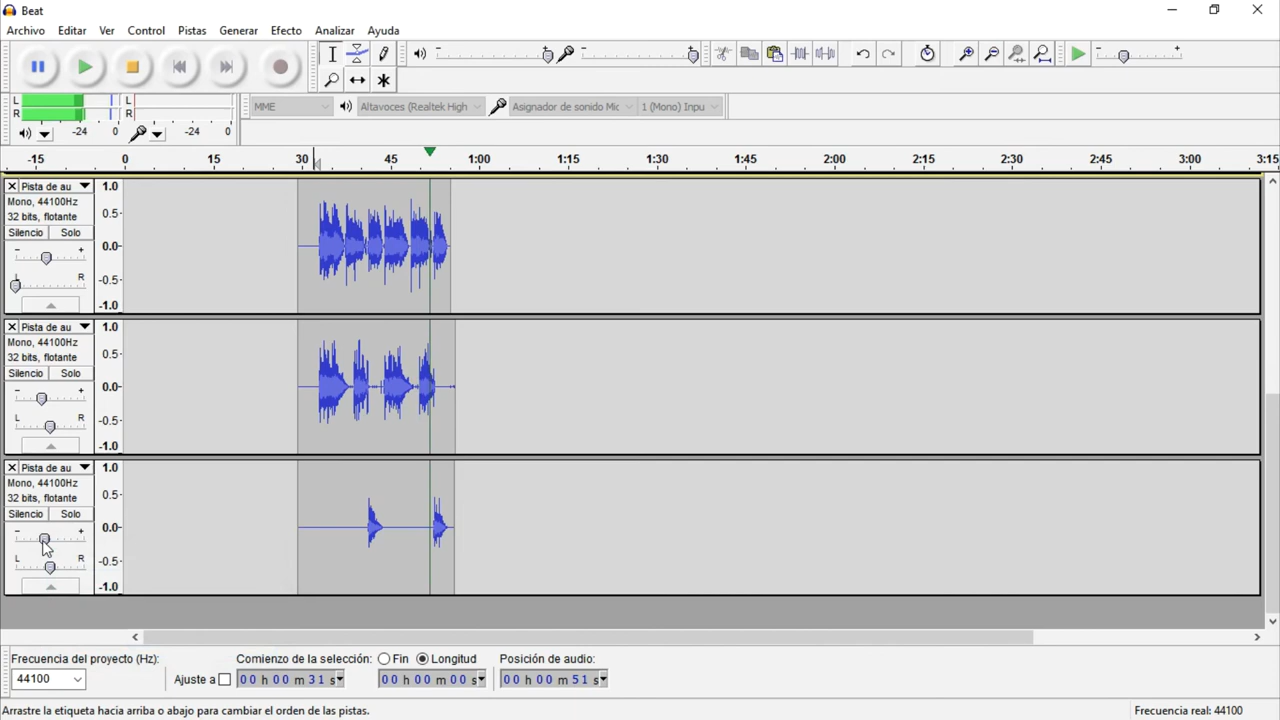 Beat
Archivo Editar Ver Control Pistas Generar Efecto Analizar Ayuda
L -24 0 L -24 0
R R
MME Altavoces (Realtek High Asignador de sonido Mic 1 (Mono) Inpu
-15 0 15 30 45 1:00 1:15 1:30 1:45 2:00 2:15 2:30 2:45 3:00 3:15
Pista de au
Mono, 44100Hz
32 bits, flotante
Silencio Solo
- +
L R
1.0
0.5-
0.0-
-0.5-
-1.0
Pista de au
Mono, 44100Hz
32 bits, flotante
Silencio Solo
- +
L R
1.0
0.5-
0.0-
-0.5-
-1.0
Pista de au
Mono, 44100Hz
32 bits, flotante
Silencio Solo
- +
L R
1.0
0.5-
0.0-
-0.5-
-1.0
Frecuencia del proyecto (Hz): Comienzo de la selección: Fin Longitud Posición de audio:
44100 Ajuste a 00 h 00 m 31 s 00 h 00 m 00 s 00 h 00 m 51 s
Arrastre la etiqueta hacia arriba o abajo para cambiar el orden de las pistas. Frecuencia real: 44100